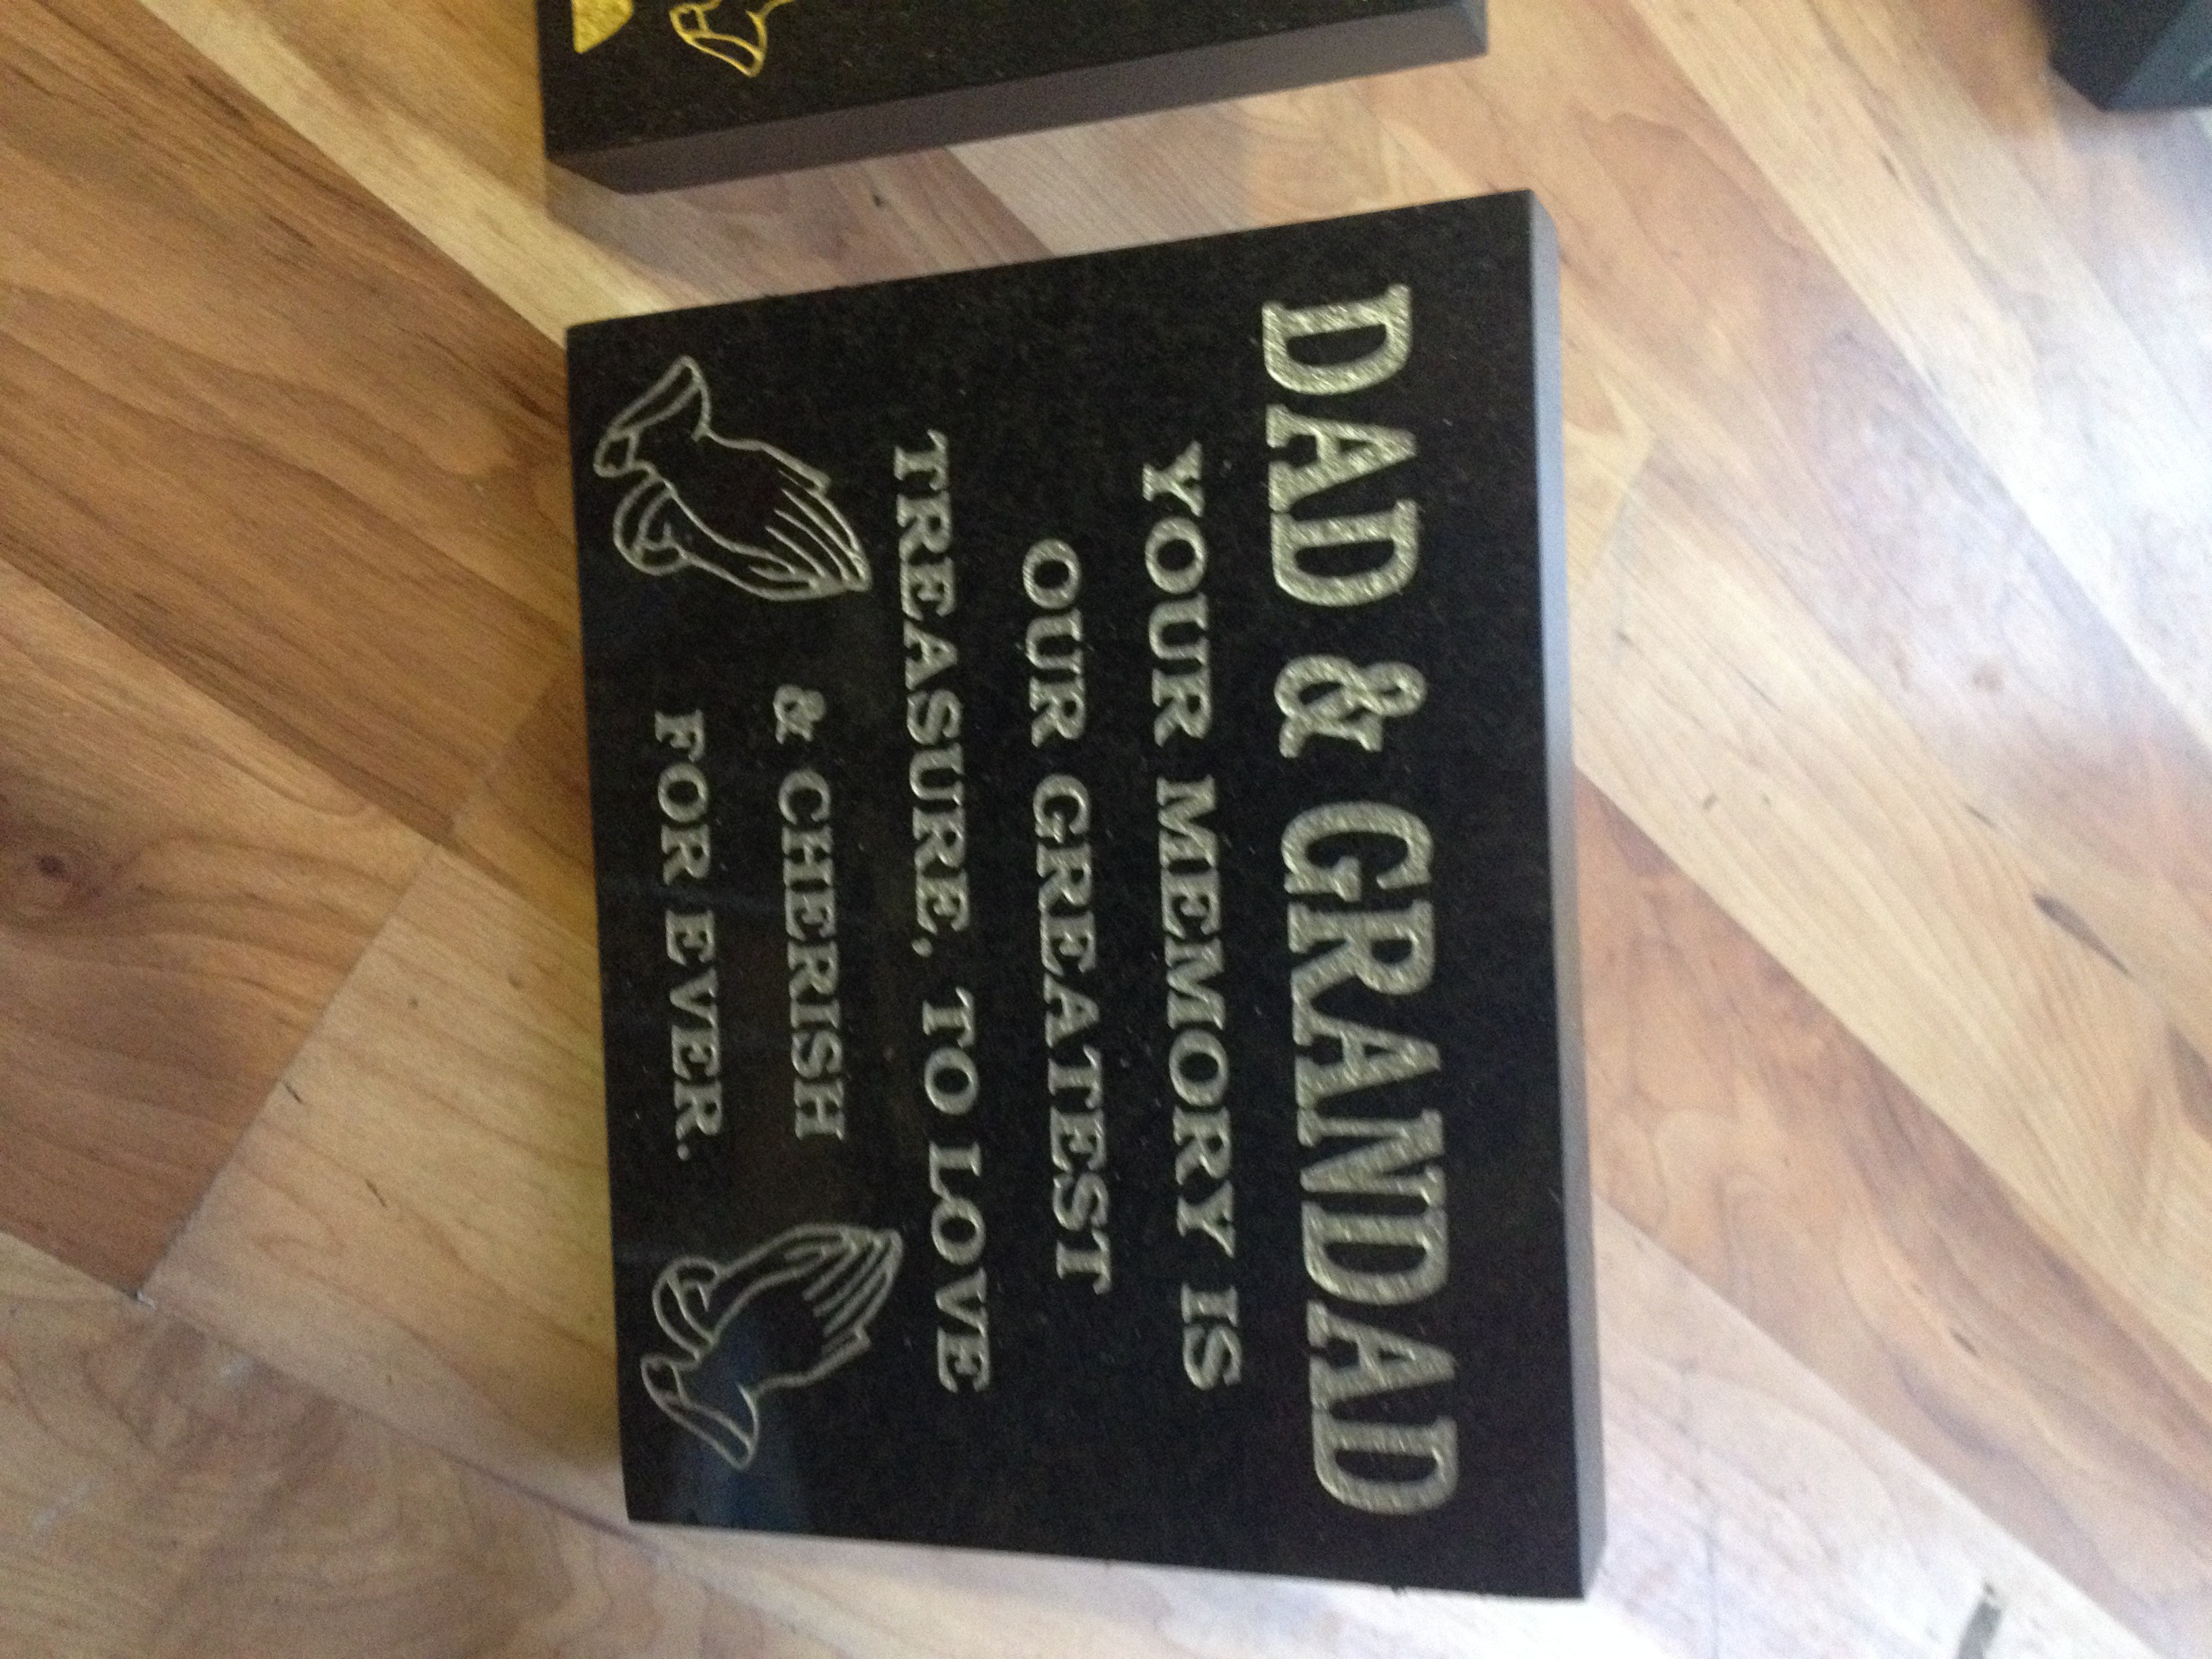 DAD & GRANDAD
YOUR MEMORY IS
OUR GREATEST
TREASURE, TO LOVE
& CHERISH
FOR EVER.